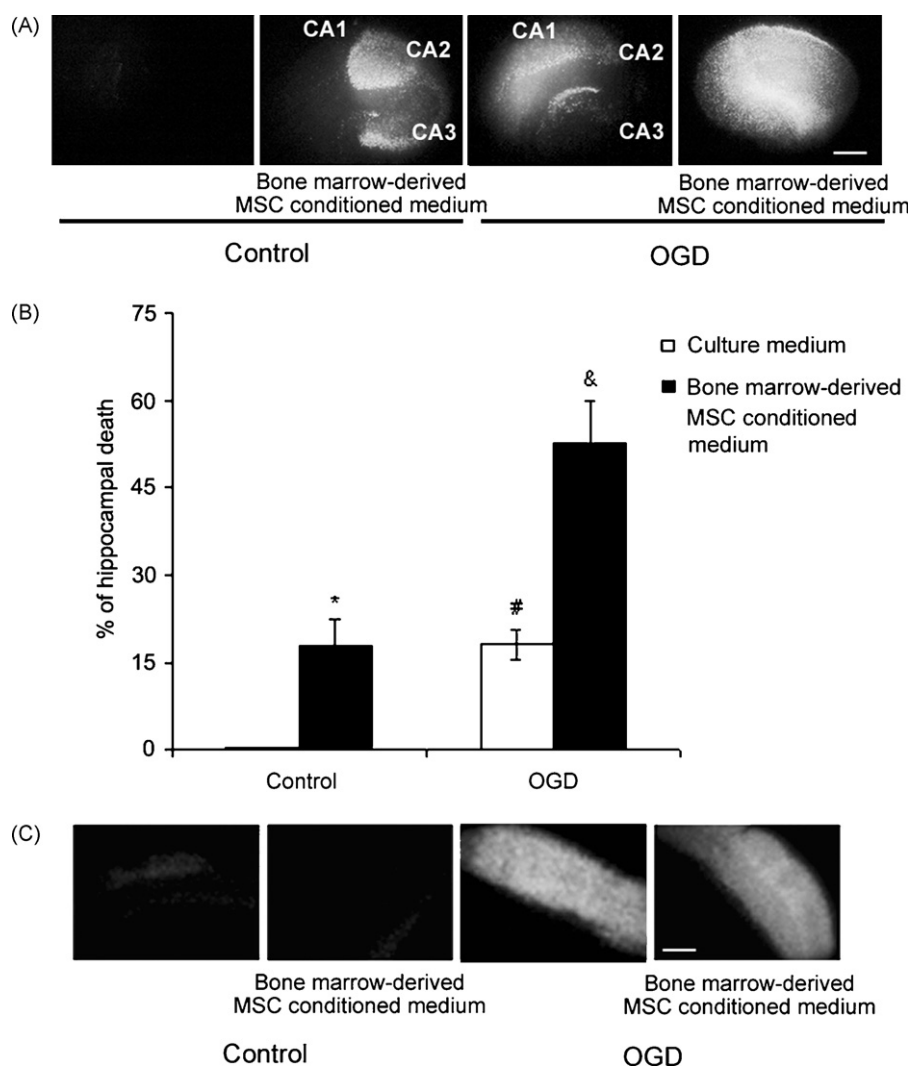 (A)
CA1
CA2
CA3
CA1
CA2
CA3
Bone marrow-derived
MSC conditioned medium
Bone marrow-derived
MSC conditioned medium
Control
OGD
(B)
75
60
45
30
15
0
% of hippocampal death
*
#
&
Control
OGD
Culture medium
Bone marrow-derived
MSC conditioned
medium
(C)
Bone marrow-derived
MSC conditioned medium
Bone marrow-derived
MSC conditioned medium
Control
OGD